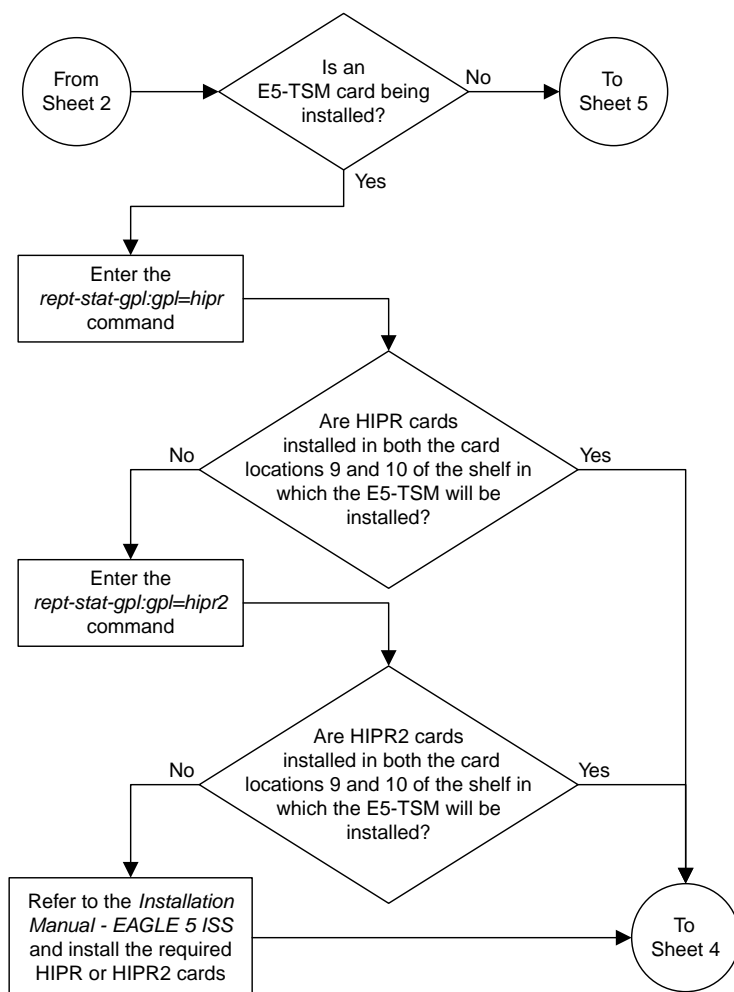 From
Sheet 2
Is an
E5-TSM card being
installed?
No
To
Sheet 5
Yes
Enter the
rept-stat-gpl:gpl=hipr
command
Are HIPR cards
installed in both the card
locations 9 and 10 of the shelf in
which the E5-TSM will be
installed?
No
Yes
Enter the
rept-stat-gpl:gpl=hipr2
command
Are HIPR2 cards
installed in both the card
locations 9 and 10 of the shelf in
which the E5-TSM will be
installed?
No
Yes
Refer to the Installation
Manual - EAGLE 5 ISS
and install the required
HIPR or HIPR2 cards
To
Sheet 4